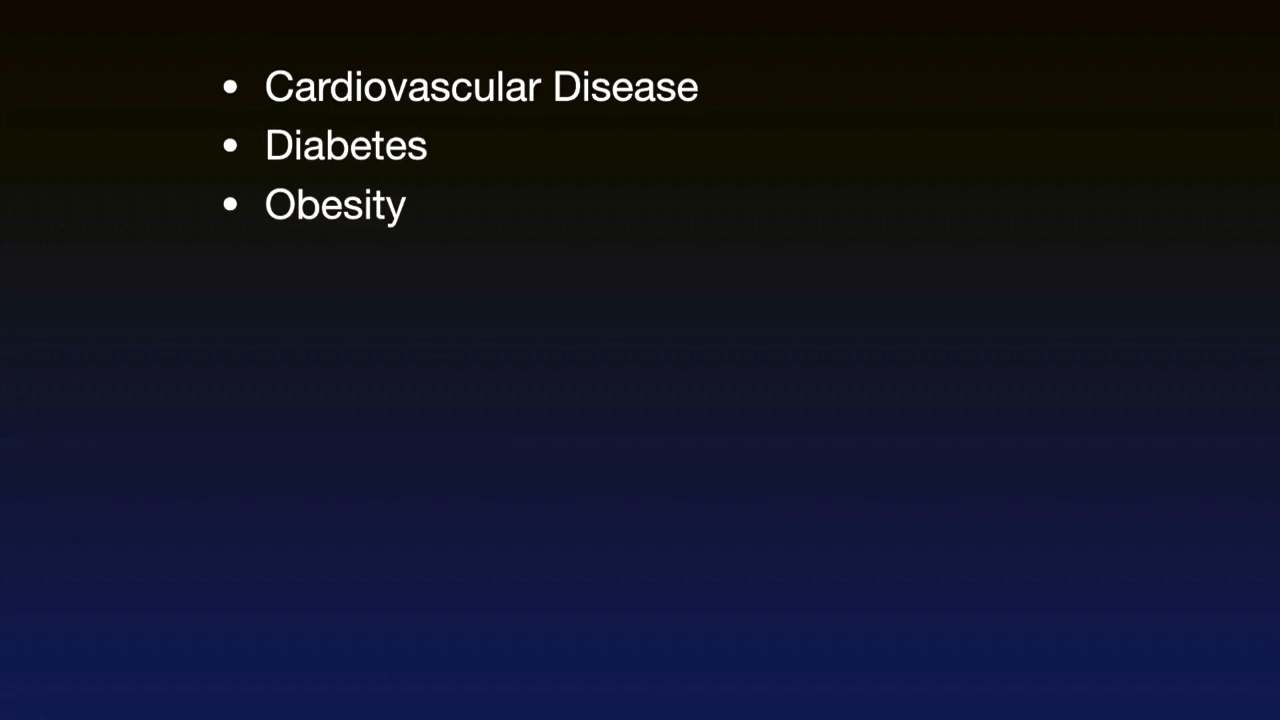 • Cardiovascular Disease
• Diabetes
• Obesity